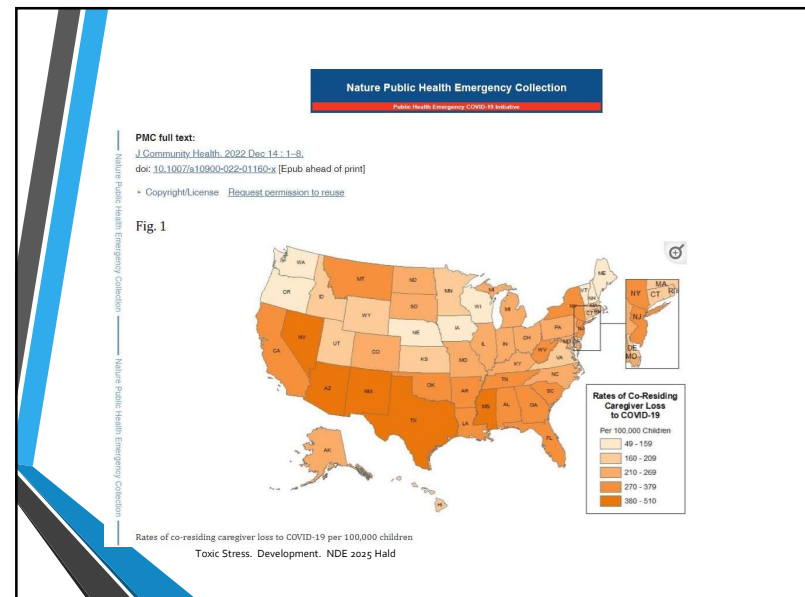 Nature Public Health Emergency Collection
Public Health Emergency COVID-19 Initiative
Nature Public Health Emergency Collection
Nature Public Health Emergency Collection
PMC full text:
J Community Health. 2022 Dec 14 : 1–8.
doi: 10.1007/s10900-022-01160-x [Epub ahead of print]
Copyright/License Request permission to reuse
Fig. 1
WA
OR
ID
MT
ND
MN
WI
MI
MI
SD
WY
NE
IA
NV
UT
CO
KS
MO
IL
IN
OH
PA
NY
VT
NH
ME
MA
CT
NJ
DE
MD
WV
VA
KY
NC
TN
SC
CA
AZ
NM
OK
AR
TX
LA
MS
AL
GA
FL
AK
HI
NY
MA
CT
RI
NJ
DE
MD
Rates of Co-Residing
Caregiver Loss
to COVID-19
Per 100,000 Children
49 - 159
160 - 209
210 - 269
270 - 379
380 - 510
Rates of co-residing caregiver loss to COVID-19 per 100,000 children
Toxic Stress. Development. NDE 2025 Hald